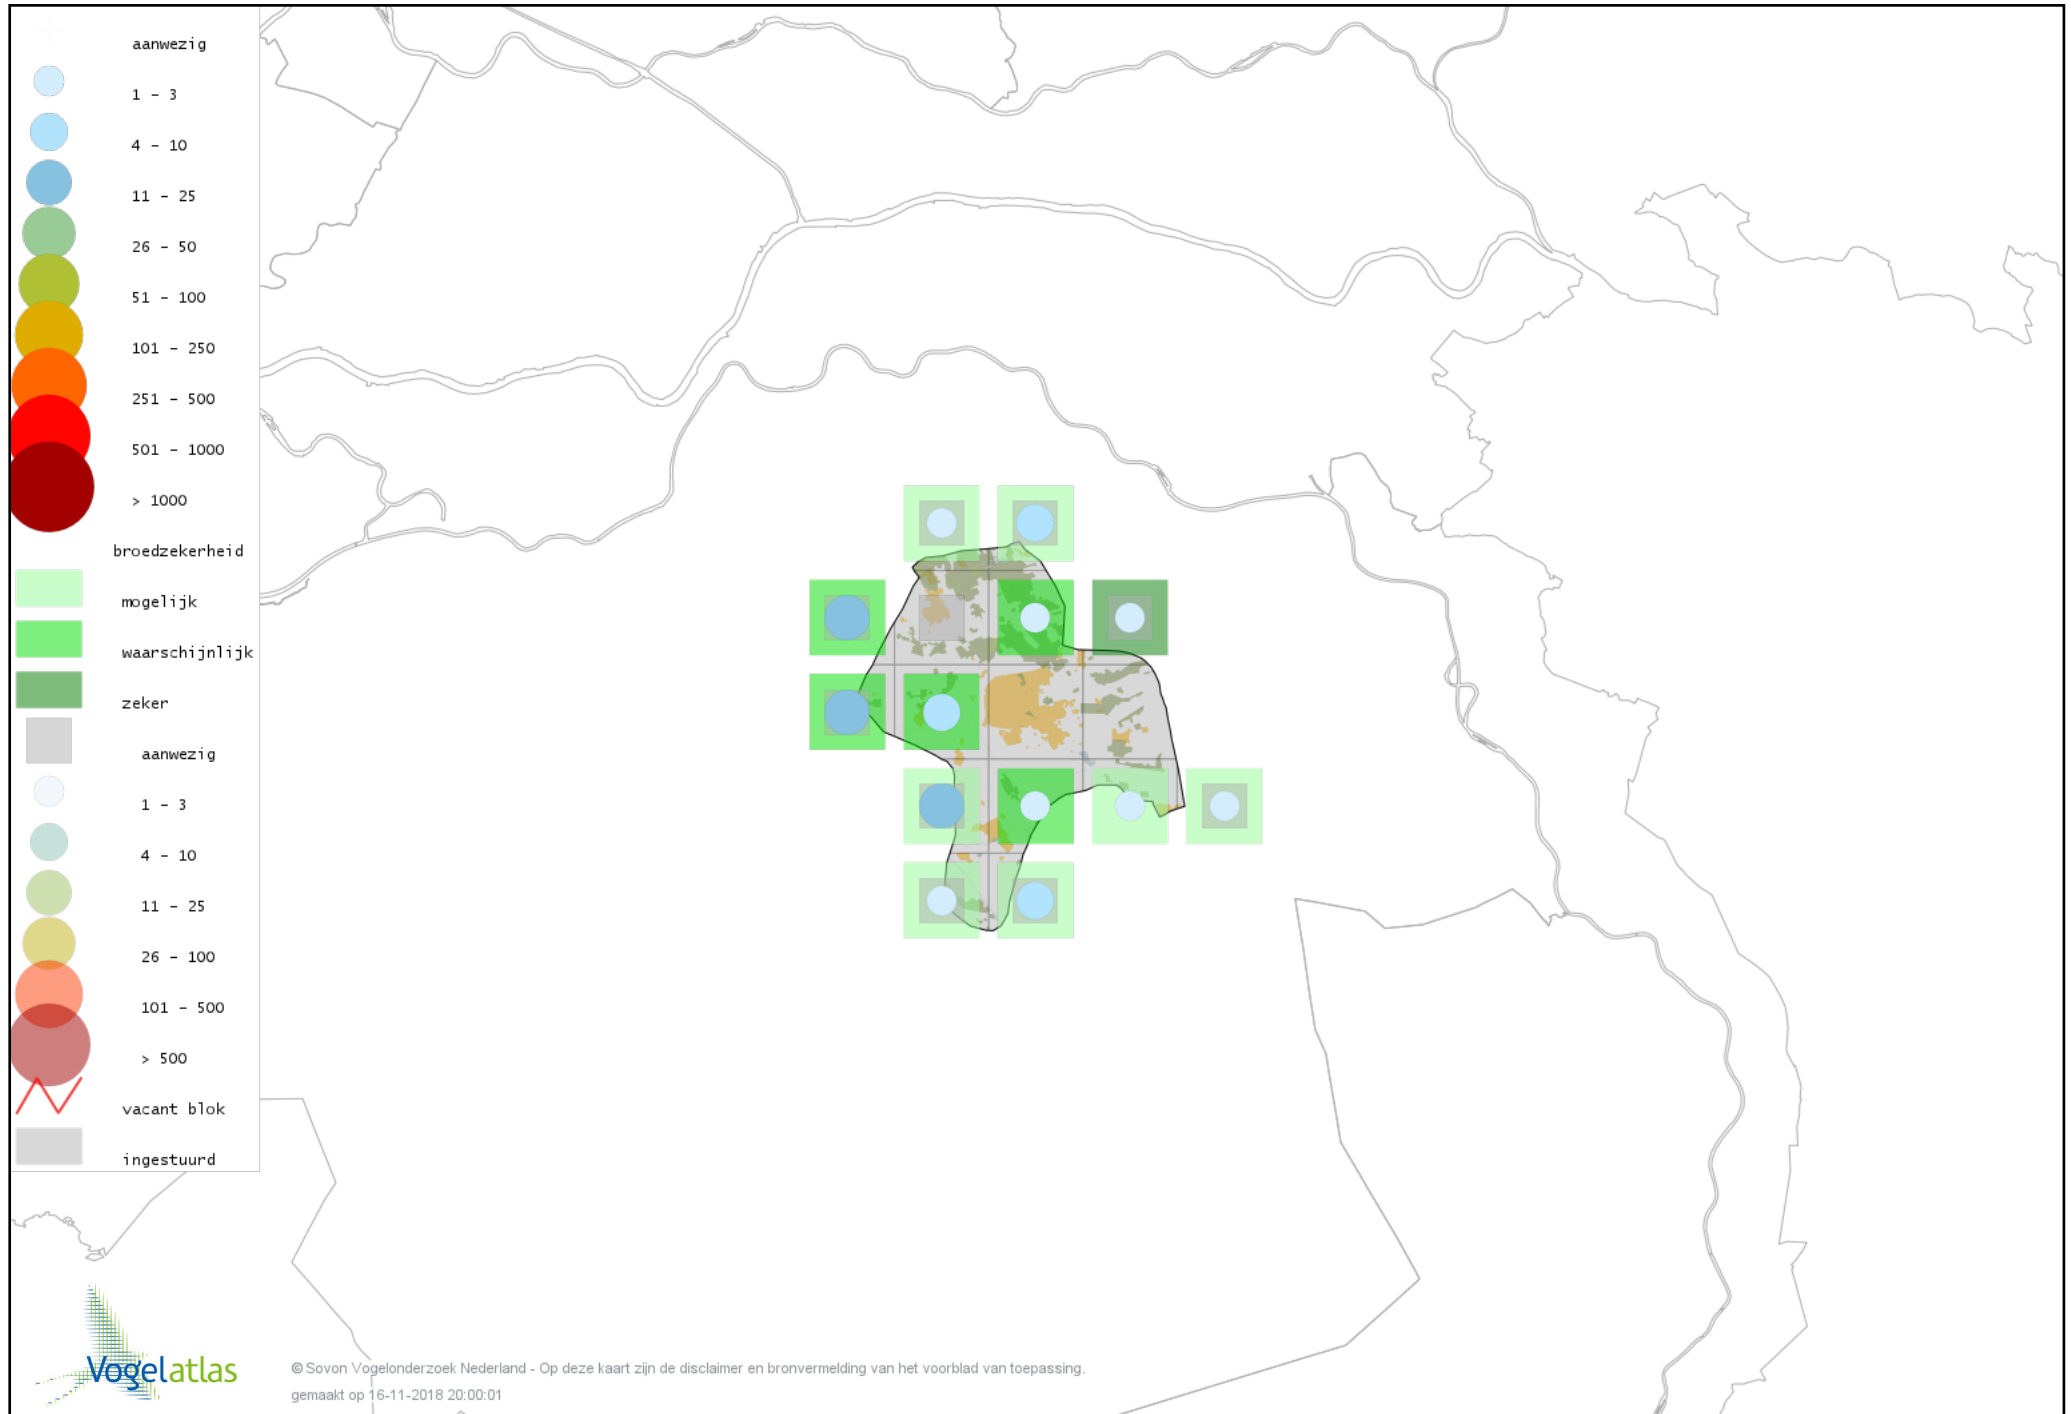 aanwezig
1 - 3
4 - 10
11 - 25
26 - 50
51 - 100
101 - 250
251 - 500
501 - 1000
> 1000
broedzekerheid
mogelijk
waarschijnlijk
zeker
aanwezig
1 - 3
4 - 10
11 - 25
26 - 100
101 - 500
> 500
vacant blok
ingestuurd
Vogelatlas
© Sovon Vogelonderzoek Nederland - Op deze kaart zijn de disclaimer en bronvermelding van het voorblad van toepassing.
gemaakt op 16-11-2018 20:00:01